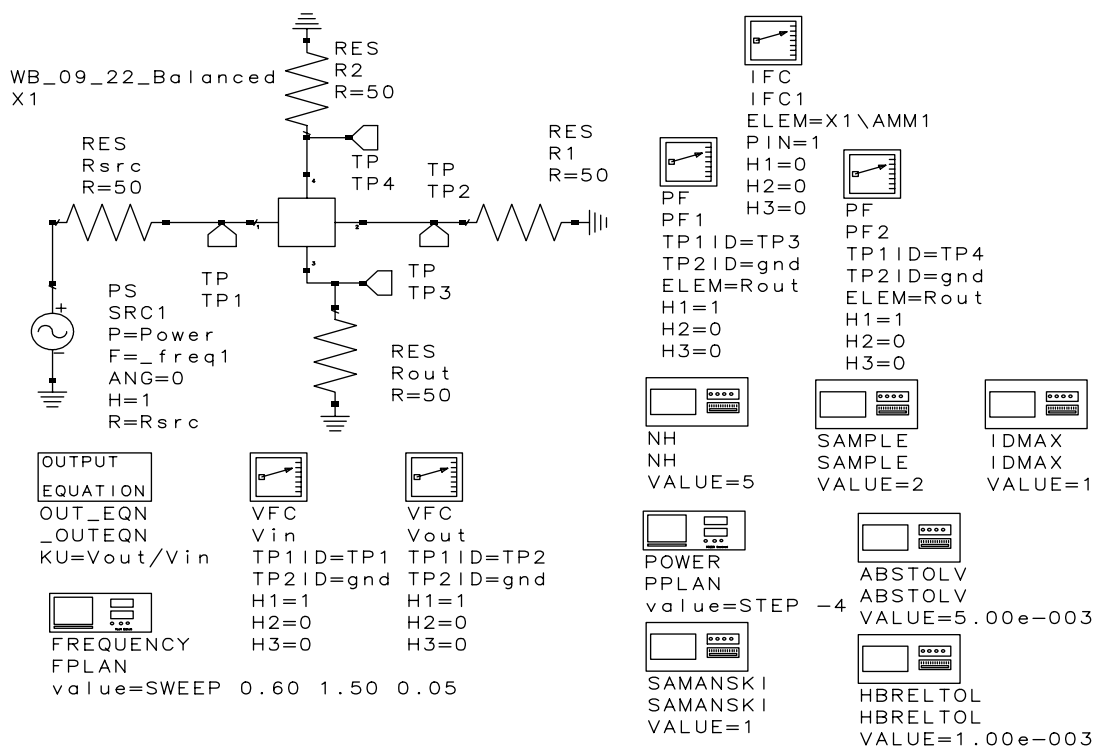 WB_09_22_Balanced
X1
RES
R2
R=50
RES
Rsrc
R=50
TP
TP4
TP
TP2
RES
R1
R=50
4
1
2
3
TP
TP1
TP
TP3
PS
SRC1
P=Power
F=_freq1
ANG=0
H=1
R=Rsrc
RES
Rout
R=50
IFC
IFC1
ELEM=X1\AMM1
PIN=1
H1=0
H2=0
H3=0
PF
PF1
TP1ID=TP3
TP2ID=gnd
ELEM=Rout
H1=1
H2=0
H3=0
PF
PF2
TP1ID=TP4
TP2ID=gnd
ELEM=Rout
H1=1
H2=0
H3=0
NH
NH
VALUE=5
SAMPLE
SAMPLE
VALUE=2
IDMAX
IDMAX
VALUE=1
OUTPUT
EQUATION
OUT_EQN
_OUTEQN
KU=Vout/Vin
VFC
Vin
TP1ID=TP1
TP2ID=gnd
H1=1
H2=0
H3=0
VFC
Vout
TP1ID=TP2
TP2ID=gnd
H1=1
H2=0
H3=0
POWER
PPLAN
value=STEP -4
ABSTOLV
ABSTOLV
VALUE=5.00e-003
FREQUENCY
FPLAN
value=SWEEP 0.60 1.50 0.05
SAMANSKI
SAMANSKI
VALUE=1
HBRELTOL
HBRELTOL
VALUE=1.00e-003